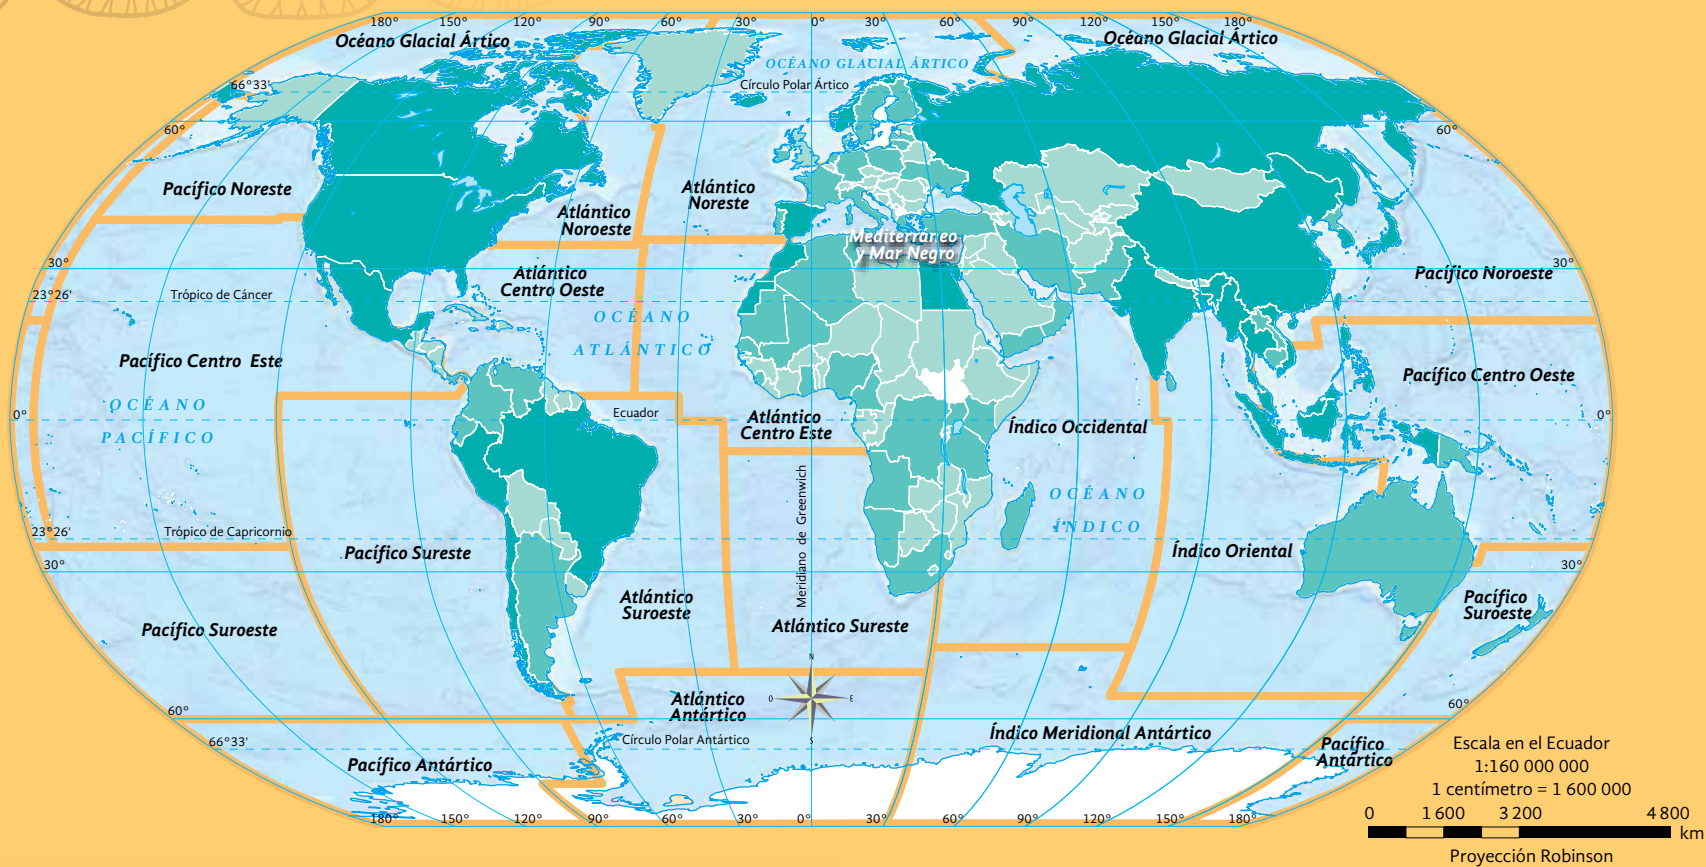 180° 150° 120° 90° 60° 30° 0° 30° 60° 90° 120° 150° 180°
Océano Glacial Ártico
Océano Glacial Ártico
OCÉANO GLACIAL ÁRTICO
66°33'
Círculo Polar Ártico
60°
60°
Pacífico Noreste
Atlántico
Noreste
Atlántico
Noroeste
Mediterráneo
y Mar Negro
30°
Atlántico
Centro Oeste
Pacífico Noroeste
30°
23°26'
Trópico de Cáncer
OCÉANO
ATLÁNTICO
Pacífico Centro Este
Pacífico Centro Oeste
OCÉANO
PACÍFICO
0°
Ecuador
Atlántico
Centro Este
Índico Occidental
0°
Meridiano de Greenwich
OCÉANO
ÍNDICO
23°26'
Trópico de Capricornio
Pacífico Sureste
Índico Oriental
30°
30°
Atlántico
Suroeste
Pacífico
Suroeste
Pacífico Suroeste
Atlántico Sureste
N
O
E
S
Atlántico
Antártico
60°
60°
66°33'
Círculo Polar Antártico
Índico Meridional Antártico
Pacífico Antártico
Pacífico
Antártico
180° 150° 120° 90° 60° 30° 0° 30° 60° 90° 120° 150° 180°
Escala en el Ecuador
1:160 000 000
1 centímetro = 1 600 000
0 1 600 3 200 4 800
km
Proyección Robinson